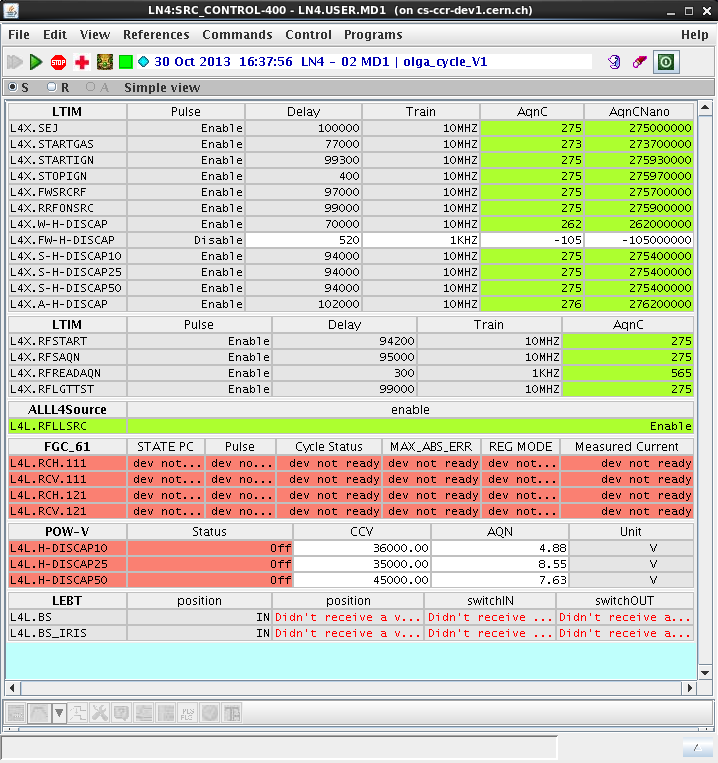 LN4:SRC_CONTROL-400 - LN4.USER.MD1 (on cs-ccr-dev1.cern.ch)
File Edit View References Commands Control Programs Help
STOP 30 Oct 2013 16:37:56 LN4 - 02 MD1 | olga_cycle_V1
S R A Simple view
LTIM Pulse Delay Train AqnC AqnCNano
L4X.SEJ Enable 100000 10MHZ 275 275000000
L4X.STARTGAS Enable 77000 10MHZ 273 273700000
L4X.STARTIGN Enable 99300 10MHZ 275 275930000
L4X.STOPIGN Enable 400 10MHZ 275 275970000
L4X.FWSRCRF Enable 97000 10MHZ 275 275700000
L4X.RRFONSRC Enable 99000 10MHZ 275 275900000
L4X.W-H-DISCAP Enable 70000 10MHZ 262 262000000
L4X.FW-H-DISCAP Disable 520 1KHZ -105 -105000000
L4X.S-H-DISCAP10 Enable 94000 10MHZ 275 275400000
L4X.S-H-DISCAP25 Enable 94000 10MHZ 275 275400000
L4X.S-H-DISCAP50 Enable 94000 10MHZ 275 275400000
L4X.A-H-DISCAP Enable 102000 10MHZ 276 276200000
LTIM Pulse Delay Train AqnC
L4X.RFSTART Enable 94200 10MHZ 275
L4X.RFSAQN Enable 95000 10MHZ 275
L4X.RFREADAQN Enable 300 1KHZ 565
L4X.RFLGTTST Enable 99000 10MHZ 275
ALLL4Source enable
L4L.RFLLSRC Enable
FGC_61 STATE PC Pulse Cycle Status MAX_ABS_ERR REG MODE Measured Current
L4L.RCH.111 dev not... dev no... dev not ready dev not ready dev not... dev not ready
L4L.RCV.111 dev not... dev no... dev not ready dev not ready dev not... dev not ready
L4L.RCH.121 dev not... dev no... dev not ready dev not ready dev not... dev not ready
L4L.RCV.121 dev not... dev no... dev not ready dev not ready dev not... dev not ready
POW-V Status CCV AQN Unit
L4L.H-DISCAP10 Off 36000.00 4.88 V
L4L.H-DISCAP25 Off 35000.00 8.55 V
L4L.H-DISCAP50 Off 45000.00 7.63 V
LEBT position position switchIN switchOUT
L4L.BS IN Didn't receive a v... Didn't receive ... Didn't receive a...
L4L.BS_IRIS IN Didn't receive a v... Didn't receive ... Didn't receive a...